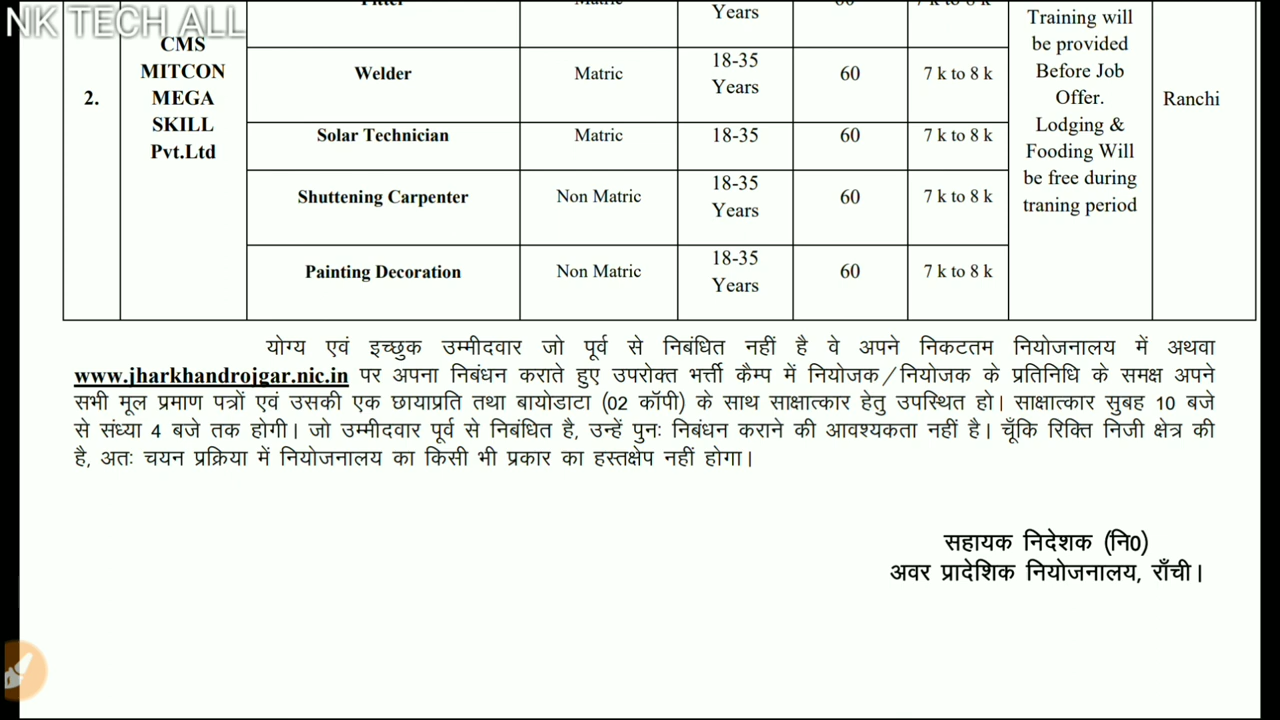 NK TECH ALL
Fitter Matric Years 60 7 k to 8 k
2. CMS MITCON MEGA SKILL Pvt.Ltd
Welder Matric 18-35 Years 60 7 k to 8 k
Solar Technician Matric 18-35 60 7 k to 8 k
Shuttening Carpenter Non Matric 18-35 Years 60 7 k to 8 k
Painting Decoration Non Matric 18-35 Years 60 7 k to 8 k
Training will
be provided
Before Job
Offer.
Lodging &
Fooding Will
be free during
traning period
Ranchi
योग्य एवं इच्छुक उम्मीदवार जो पूर्व से निबंधित नहीं है वे अपने निकटतम नियोजनालय में अथवा
www.jharkhandrojgar.nic.in पर अपना निबंधन कराते हुए उपरोक्त भर्त्ती कैम्प में नियोजक/नियोजक के प्रतिनिधि के समक्ष अपने
सभी मूल प्रमाण पत्रों एवं उसकी एक छायाप्रति तथा बायोडाटा (02 कॉपी) के साथ साक्षात्कार हेतु उपस्थित हो। साक्षात्कार सुबह 10 बजे
से संध्या 4 बजे तक होगी। जो उम्मीदवार पूर्व से निबंधित है, उन्हें पुनः निबंधन कराने की आवश्यकता नहीं है। चूँकि रिक्ति निजी क्षेत्र की
है, अतः चयन प्रक्रिया में नियोजनालय का किसी भी प्रकार का हस्तक्षेप नहीं होगा।
सहायक निदेशक (नि0)
अवर प्रादेशिक नियोजनालय, राँची।